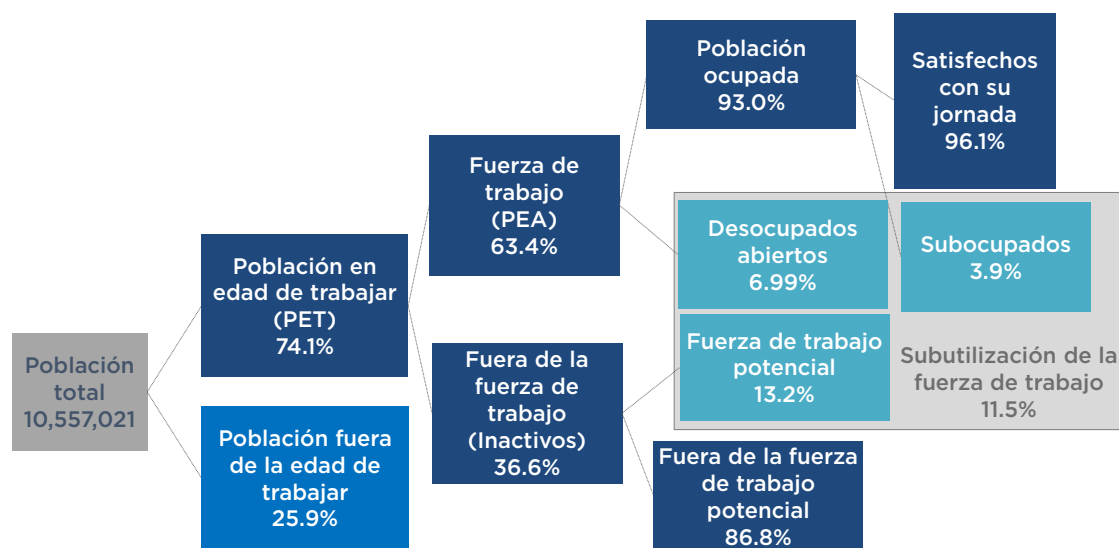 Población
total
10,557,021
Población en
edad de trabajar
(PET)
74.1%
Población fuera
de la edad de
trabajar
25.9%
Fuerza de
trabajo
(PEA)
63.4%
Fuera de la
fuerza de
trabajo
(Inactivos)
36.6%
Población
ocupada
93.0%
Desocupados
abiertos
6.99%
Fuerza de trabajo
potencial
13.2%
Fuera de la fuerza
de trabajo
potencial
86.8%
Satisfechos
con su
jornada
96.1%
Subocupados
3.9%
Subutilización de la
fuerza de trabajo
11.5%